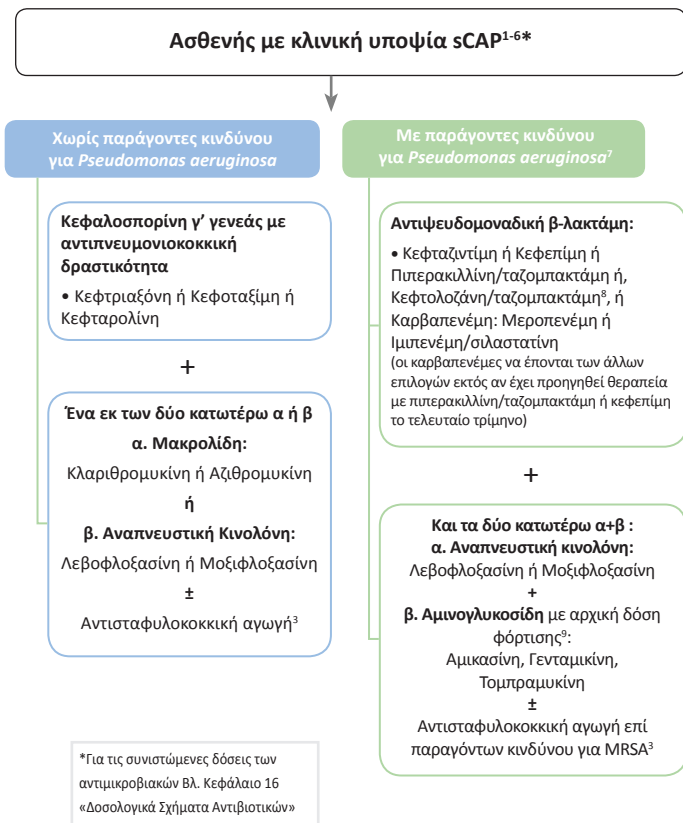 Ασθενής με κλινική υποψία sCAP1-6*
Χωρίς παράγοντες κινδύνου
για Pseudomonas aeruginosa
Κεφαλοσπορίνη γ’ γενεάς με
αντιπνευμονιοκοκκική
δραστικότητα
• Κεφτριαξόνη ή Κεφοταξίμη ή
Κεφταρολίνη
+
Ένα εκ των δύο κατωτέρω α ή β
α. Μακρολίδη:
Κλαριθρομυκίνη ή Αζιθρομυκίνη
ή
β. Αναπνευστική Κινολόνη:
Λεβοφλοξασίνη ή Μοξιφλοξασίνη
±
Αντισταφυλοκοκκική αγωγή3
Με παράγοντες κινδύνου
για Pseudomonas aeruginosa7
Αντιψευδομοναδική β-λακτάμη:
• Κεφταζιντίμη ή Κεφεπίμη ή
Πιπερακιλλίνη/ταζομπακτάμη ή,
Κεφτολοζάνη/ταζομπακτάμη8, ή
Καρβαπενέμη: Μεροπενέμη ή
Ιμιπενέμη/σιλαστατίνη
(οι καρβαπενέμες να έπονται των άλλων
επιλογών εκτός αν έχει προηγηθεί θεραπεία
με πιπερακιλλίνη/ταζομπακτάμη ή κεφεπίμη
το τελευταίο τρίμηνο)
+
Και τα δύο κατωτέρω α+β :
α. Αναπνευστική κινολόνη:
Λεβοφλοξασίνη ή Μοξιφλοξασίνη
+
β. Αμινογλυκοσίδη με αρχική δόση
φόρτισης9:
Αμικασίνη, Γενταμικίνη,
Τομπραμυκίνη
±
Αντισταφυλοκοκκική αγωγή επί
παραγόντων κινδύνου για MRSA3
*Για τις συνιστώμενες δόσεις των
αντιμικροβιακών Βλ. Κεφάλαιο 16
«Δοσολογικά Σχήματα Αντιβιοτικών»